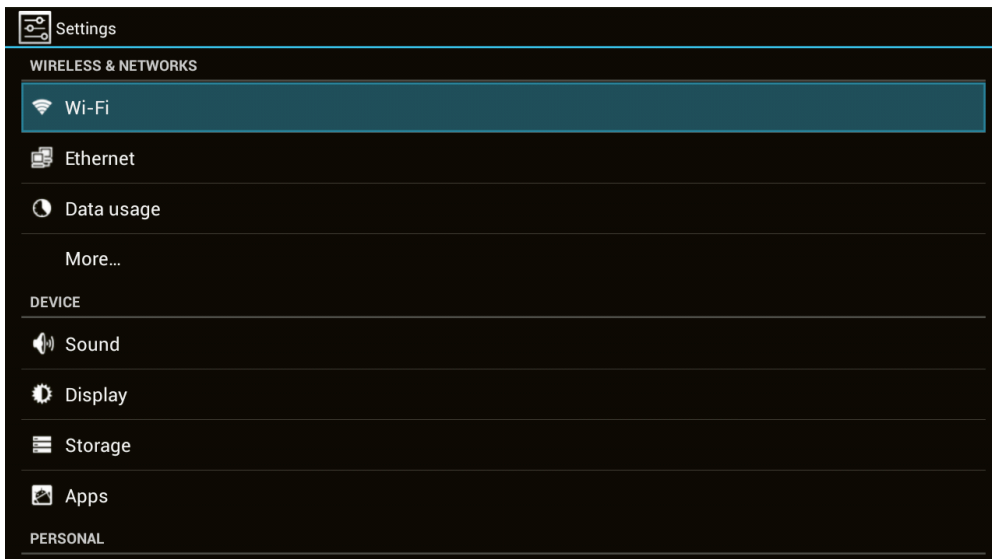 Settings
WIRELESS & NETWORKS
Wi-Fi
Ethernet
Data usage
More...
DEVICE
Sound
Display
Storage
Apps
PERSONAL